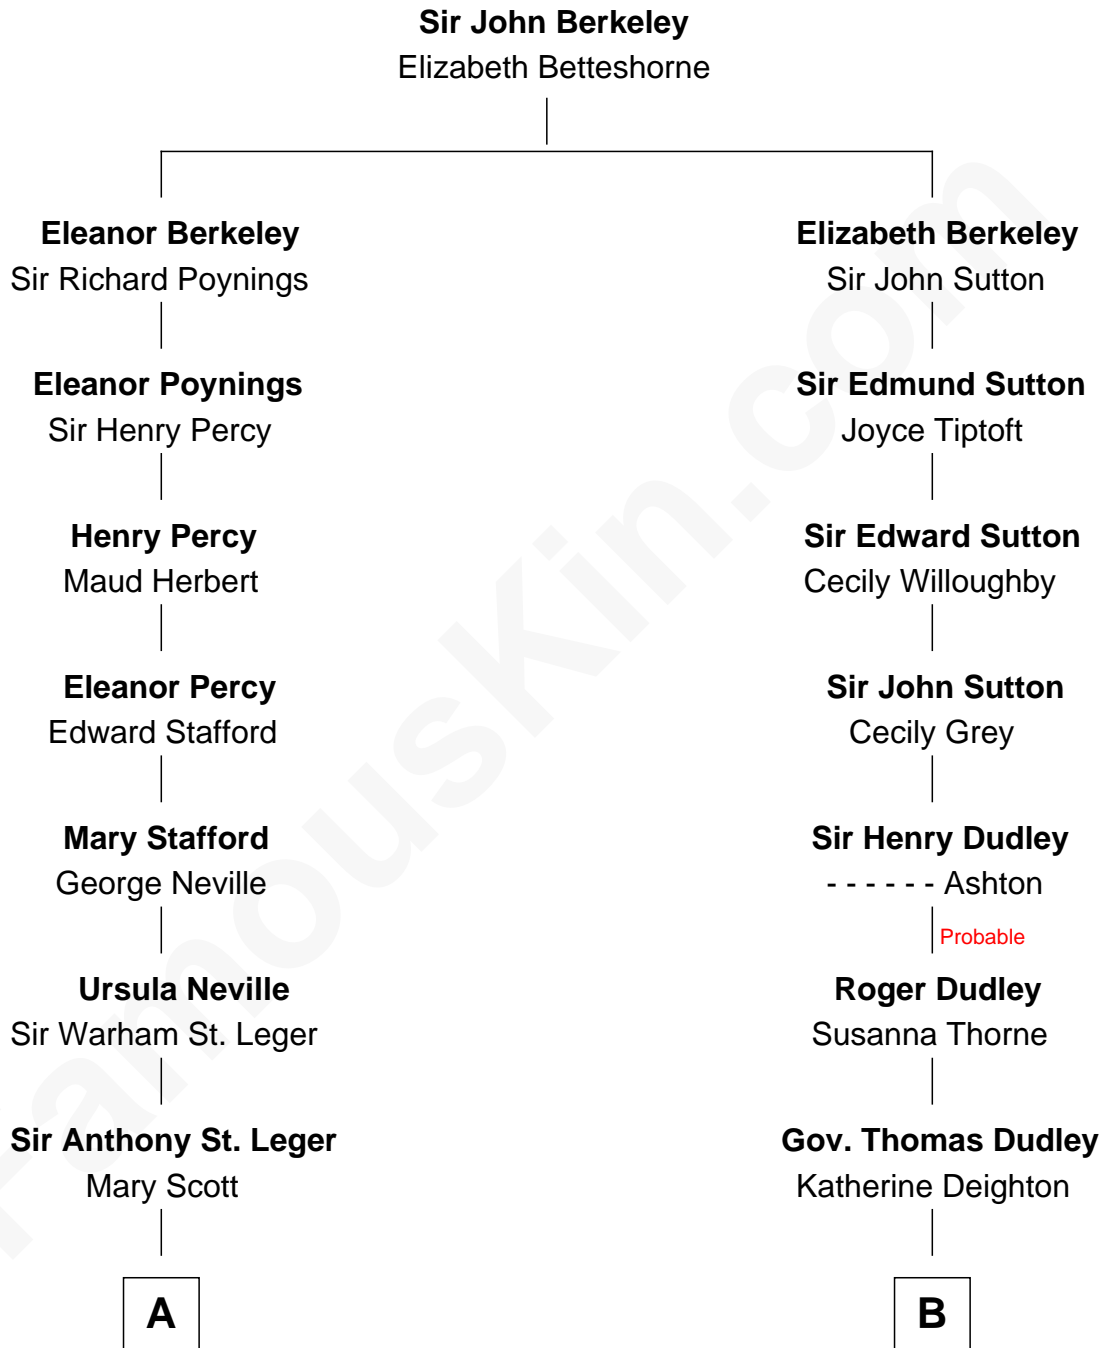 Sir John Berkeley
Elizabeth Betteshorne
Eleanor Berkeley
Sir Richard Poynings
Eleanor Poynings
Sir Henry Percy
Henry Percy
Maud Herbert
Eleanor Percy
Edward Stafford
Mary Stafford
George Neville
Ursula Neville
Sir Warham St. Leger
Sir Anthony St. Leger
Mary Scott
A
Elizabeth Berkeley
Sir John Sutton
Sir Edmund Sutton
Joyce Tiptoft
Sir Edward Sutton
Cecily Willoughby
Sir John Sutton
Cecily Grey
Sir Henry Dudley
- - - - - - Ashton
Probable
Roger Dudley
Susanna Thorne
Gov. Thomas Dudley
Katherine Deighton
B
FamousKin.com